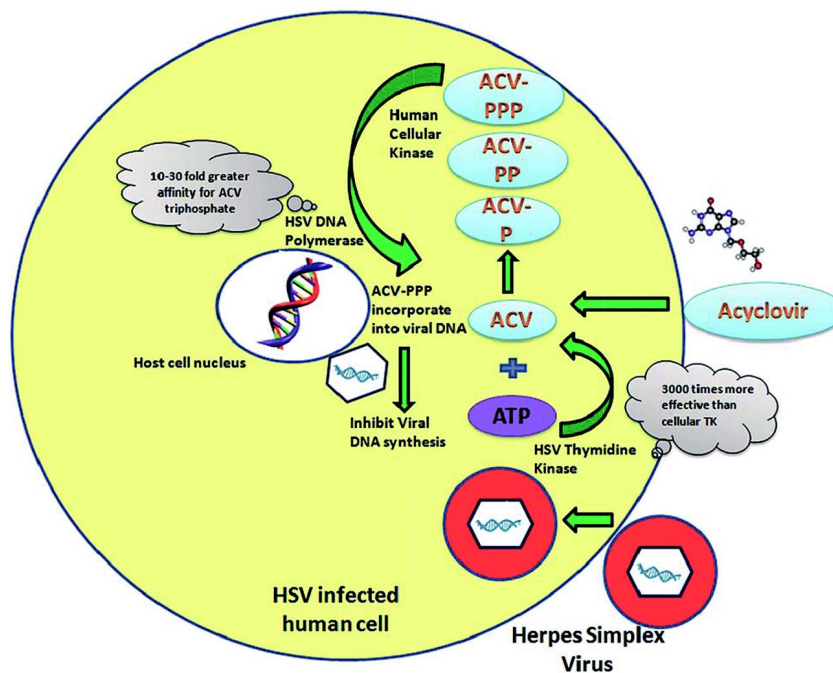 ACV-
PPP
Human
Cellular
Kinase
ACV-
PP
10-30 fold greater
affinity for ACV
triphosphate
ACV-
P
HSV DNA
Polymerase
ACV-PPP
incorporate
into viral DNA
ACV
Acyclovir
Host cell nucleus
3000 times more
effective than
cellular TK
ATP
Inhibit Viral
DNA synthesis
HSV Thymidine
Kinase
HSV infected
human cell
Herpes Simplex
Virus